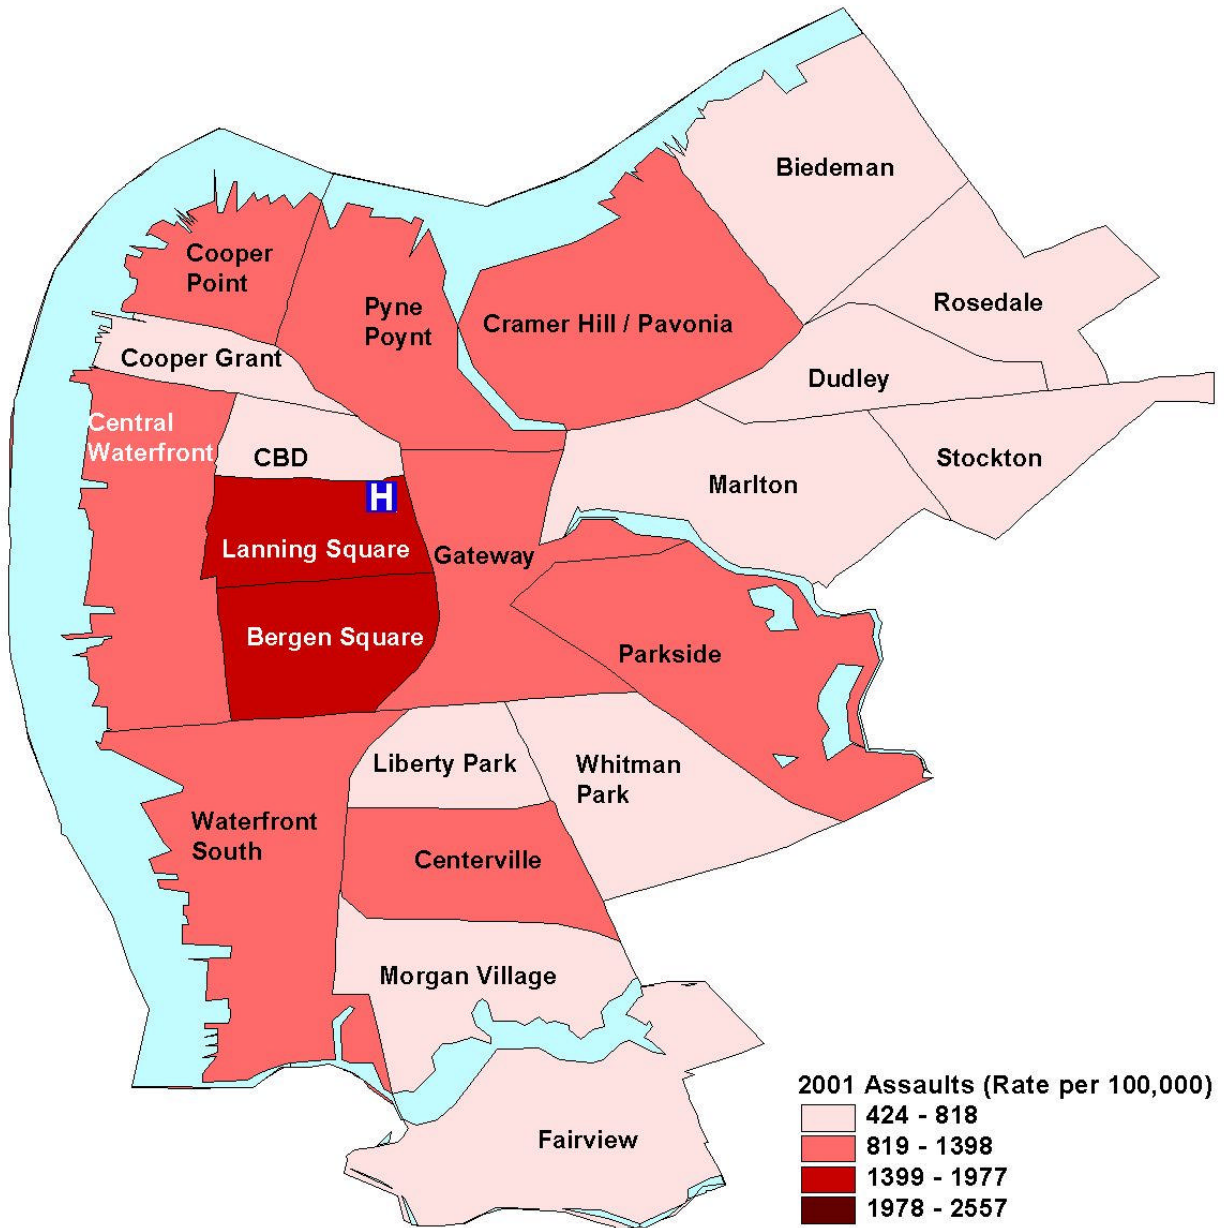 Biedeman
Cooper
Point
Rosedale
Pyne
Poynt
Cramer Hill / Pavonia
Cooper Grant
Dudley
Central
Waterfront
CBD
Stockton
Marlton
H
Lanning Square
Gateway
Bergen Square
Parkside
Liberty Park
Whitman
Park
Waterfront
South
Centerville
Morgan Village
Fairview
2001 Assaults (Rate per 100,000)
424 - 818
819 - 1398
1399 - 1977
1978 - 2557